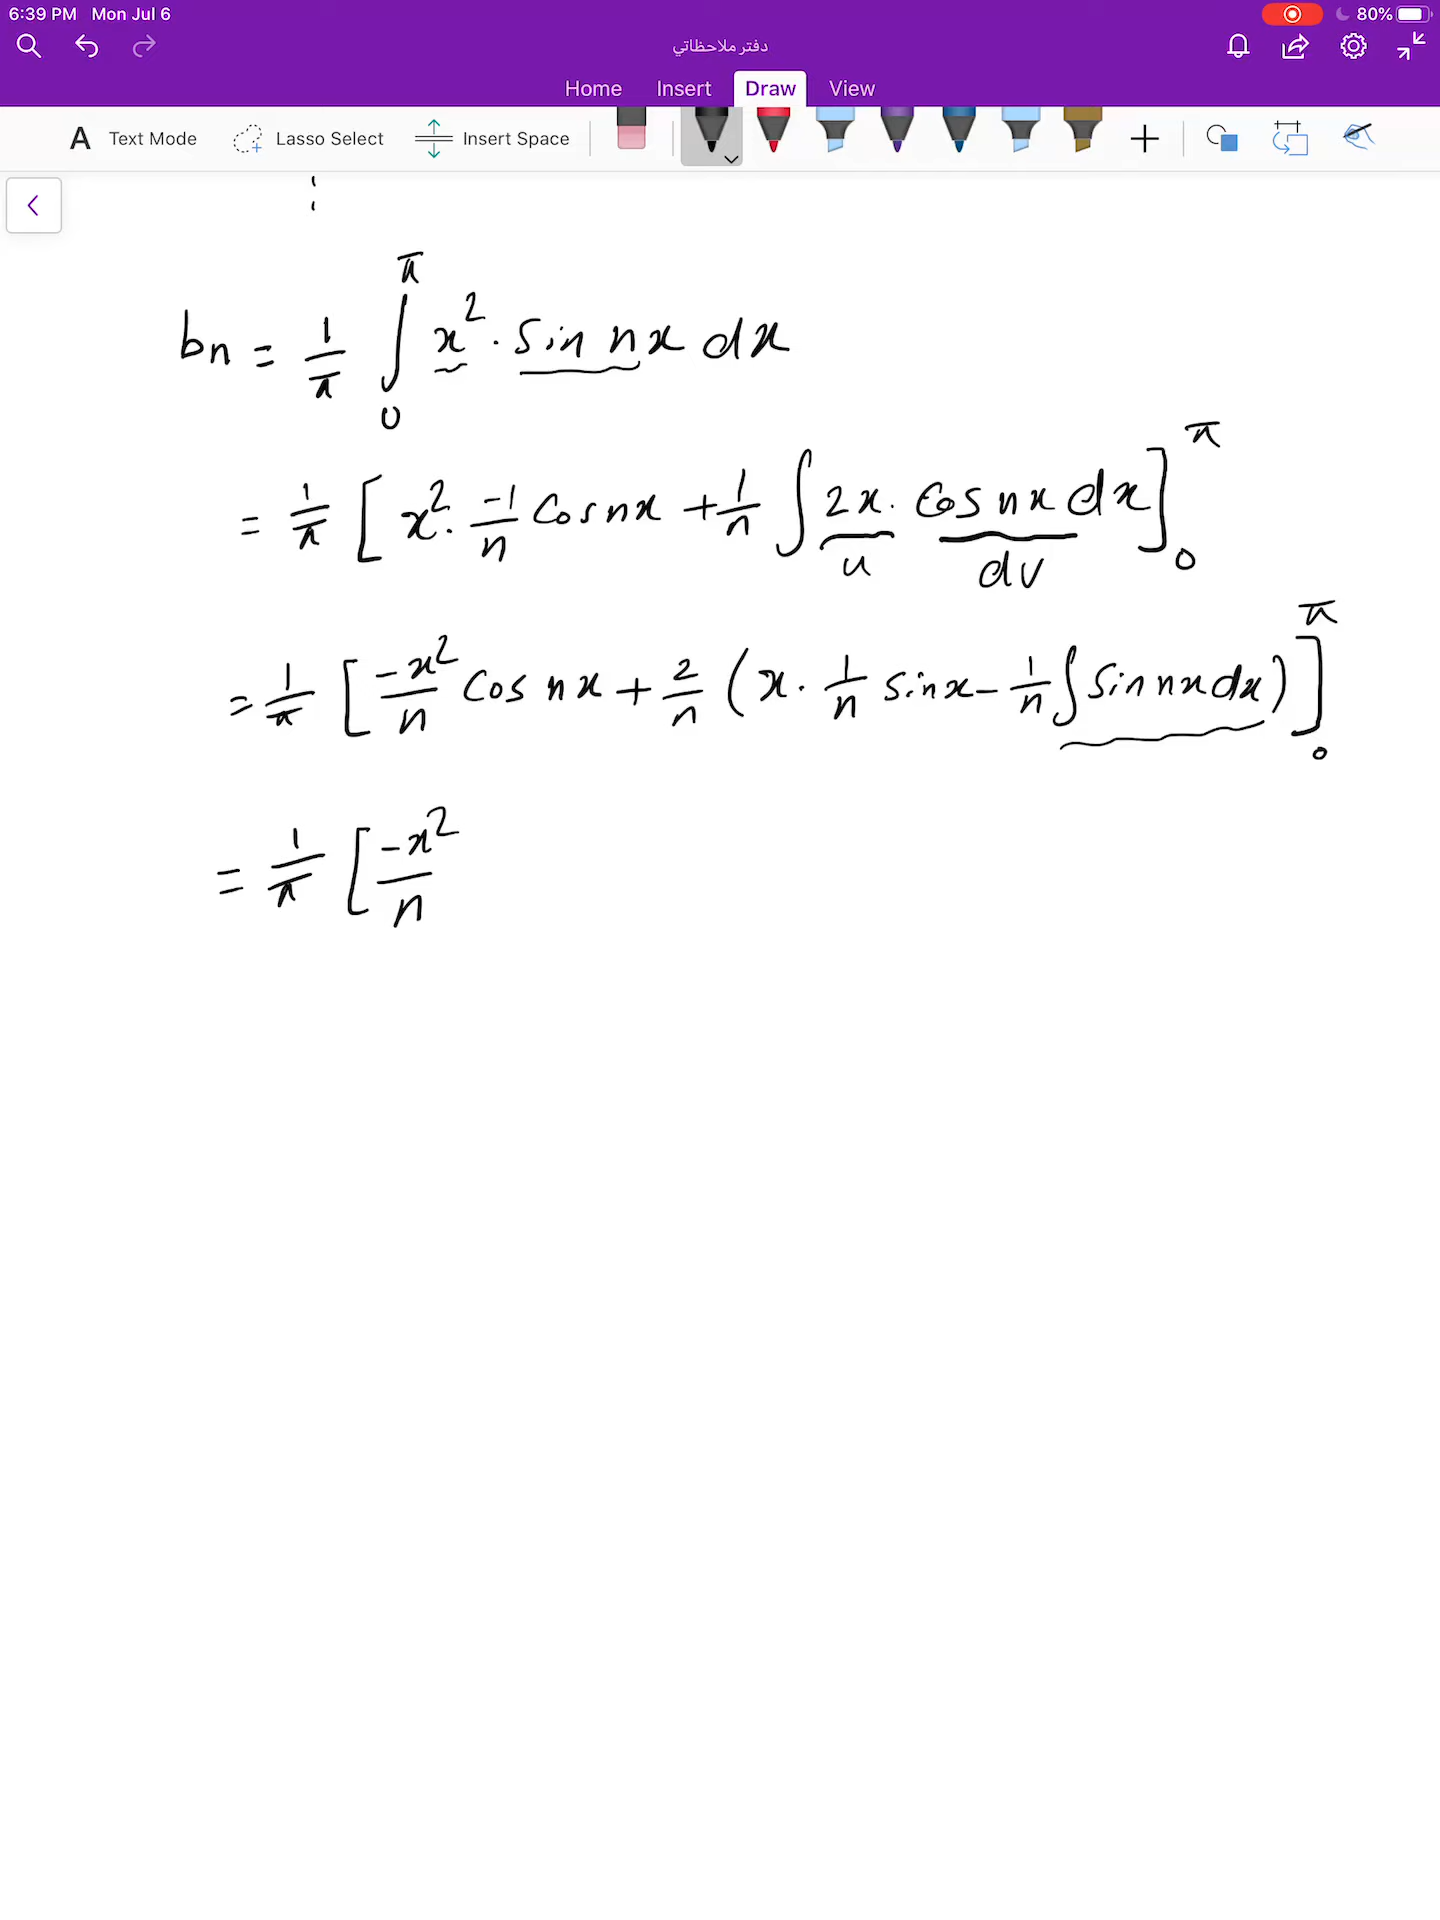 6:39 PM Mon Jul 6 80%
دفتر ملاحظاتي
Home Insert Draw View
A Text Mode Lasso Select Insert Space
bn = 1/π ∫₀^π x² · sin nx dx
= 1/π [ x² · -1/n cos nx + 1/n ∫ 2x · cos nx dx ]₀^π
u dv
= 1/π [ -x²/n cos nx + 2/n ( x · 1/n sin x - 1/n ∫ sin nx dx ) ]₀^π
= 1/π [ -x²/n